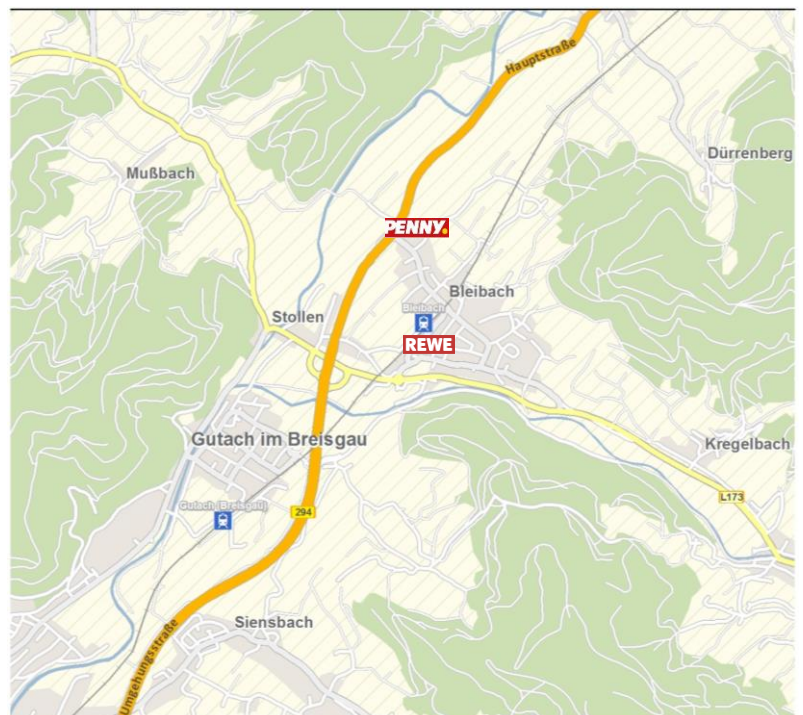 Hauptstraße
Dürrenberg
Mußbach
PENNY.
Bleibach
Bleibach
Stollen
REWE
Gutach im Breisgau
Kregelbach
L173
Gutach (Breisgau)
294
Siensbach
Umgehungsstraße